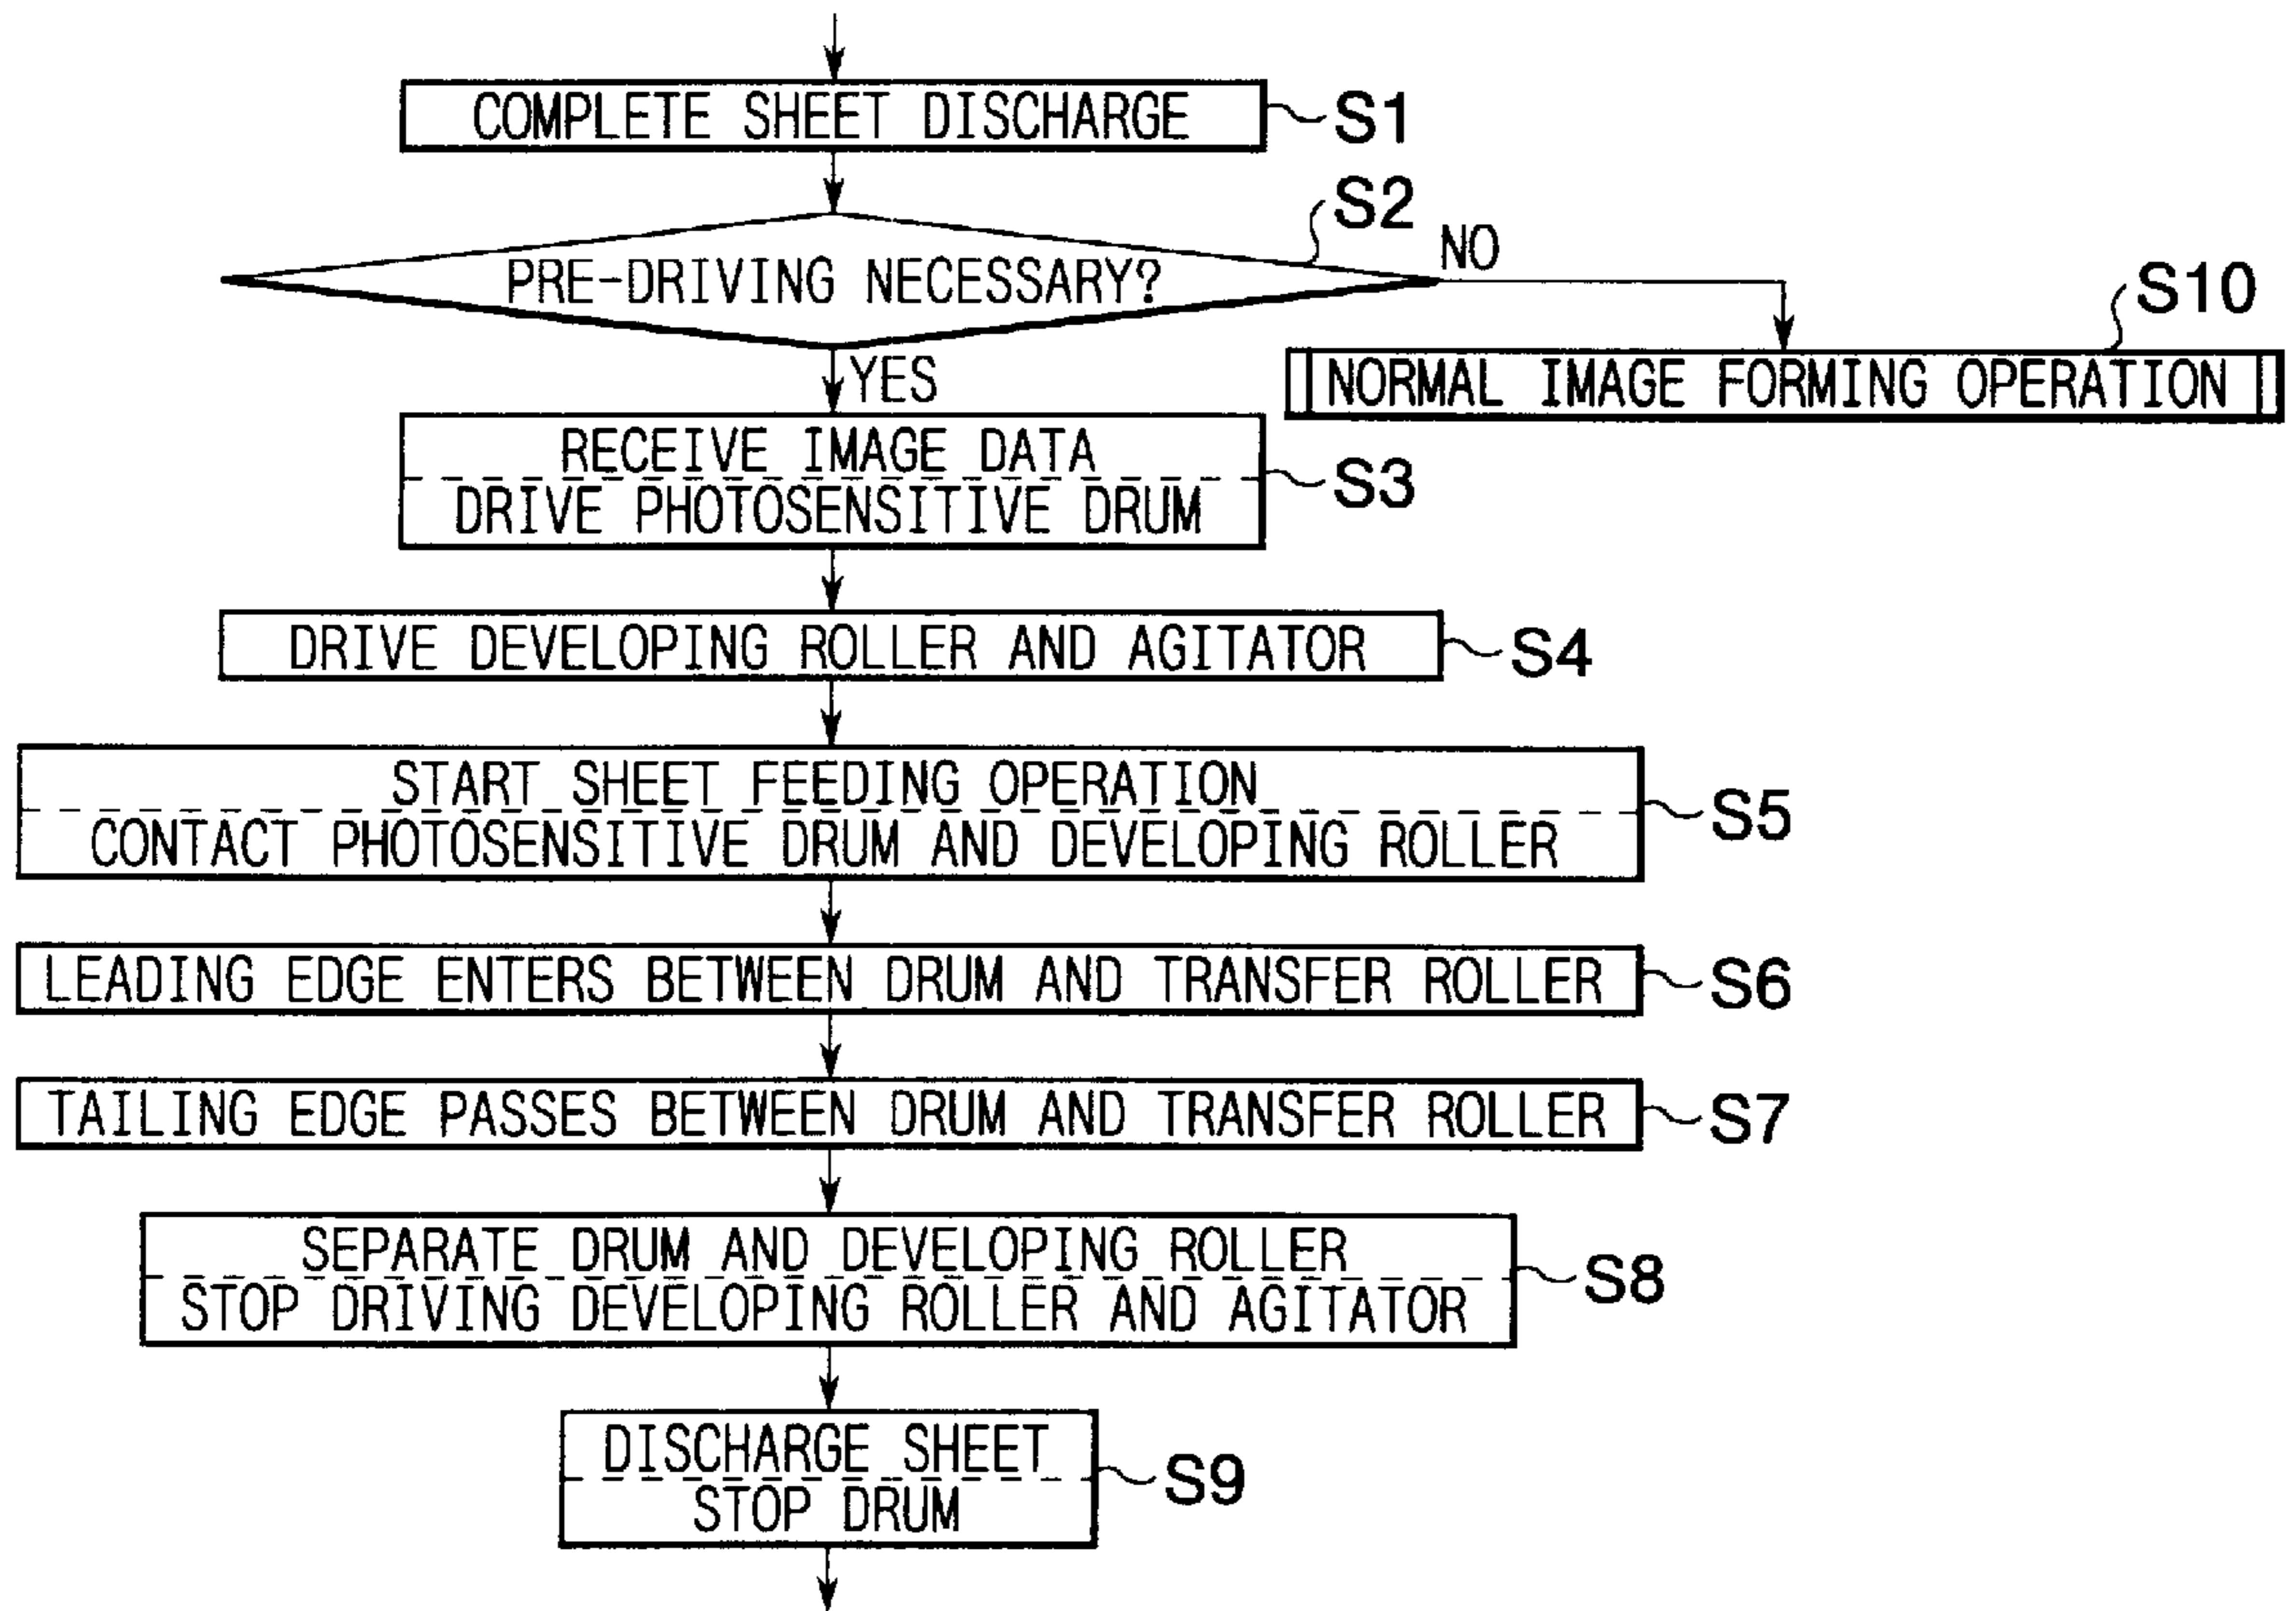 COMPLETE SHEET DISCHARGE
S1
S2
PRE-DRIVING NECESSARY?
NO
S10
NORMAL IMAGE FORMING OPERATION
YES
RECEIVE IMAGE DATA
DRIVE PHOTOSENSITIVE DRUM
S3
DRIVE DEVELOPING ROLLER AND AGITATOR
S4
START SHEET FEEDING OPERATION
CONTACT PHOTOSENSITIVE DRUM AND DEVELOPING ROLLER
S5
LEADING EDGE ENTERS BETWEEN DRUM AND TRANSFER ROLLER
S6
TAILING EDGE PASSES BETWEEN DRUM AND TRANSFER ROLLER
S7
SEPARATE DRUM AND DEVELOPING ROLLER
STOP DRIVING DEVELOPING ROLLER AND AGITATOR
S8
DISCHARGE SHEET
STOP DRUM
S9